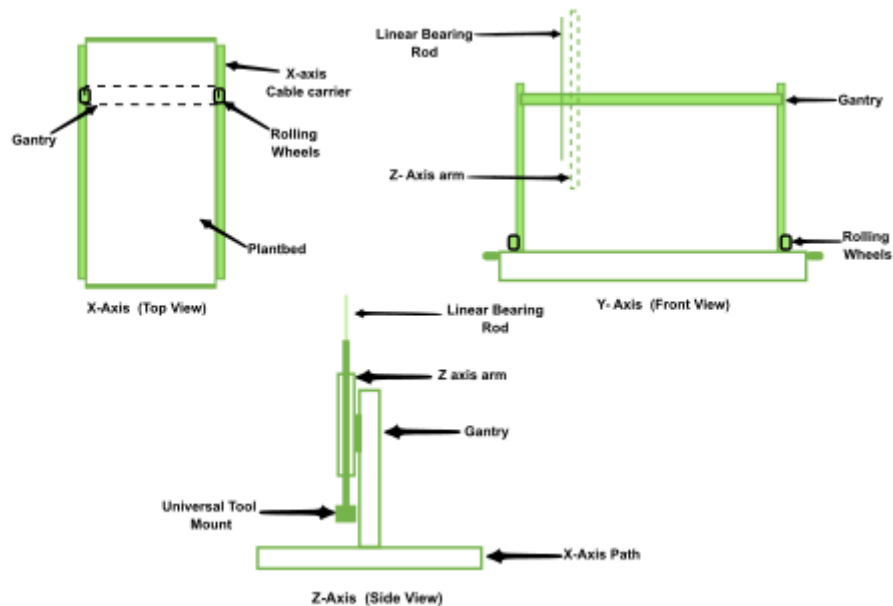 X-axis
Cable carrier
Gantry
Rolling
Wheels
Plantbed
X-Axis (Top View)
Linear Bearing
Rod
Gantry
Z- Axis arm
Rolling
Wheels
Y- Axis (Front View)
Linear Bearing
Rod
Z axis arm
Gantry
Universal Tool
Mount
X-Axis Path
Z-Axis (Side View)